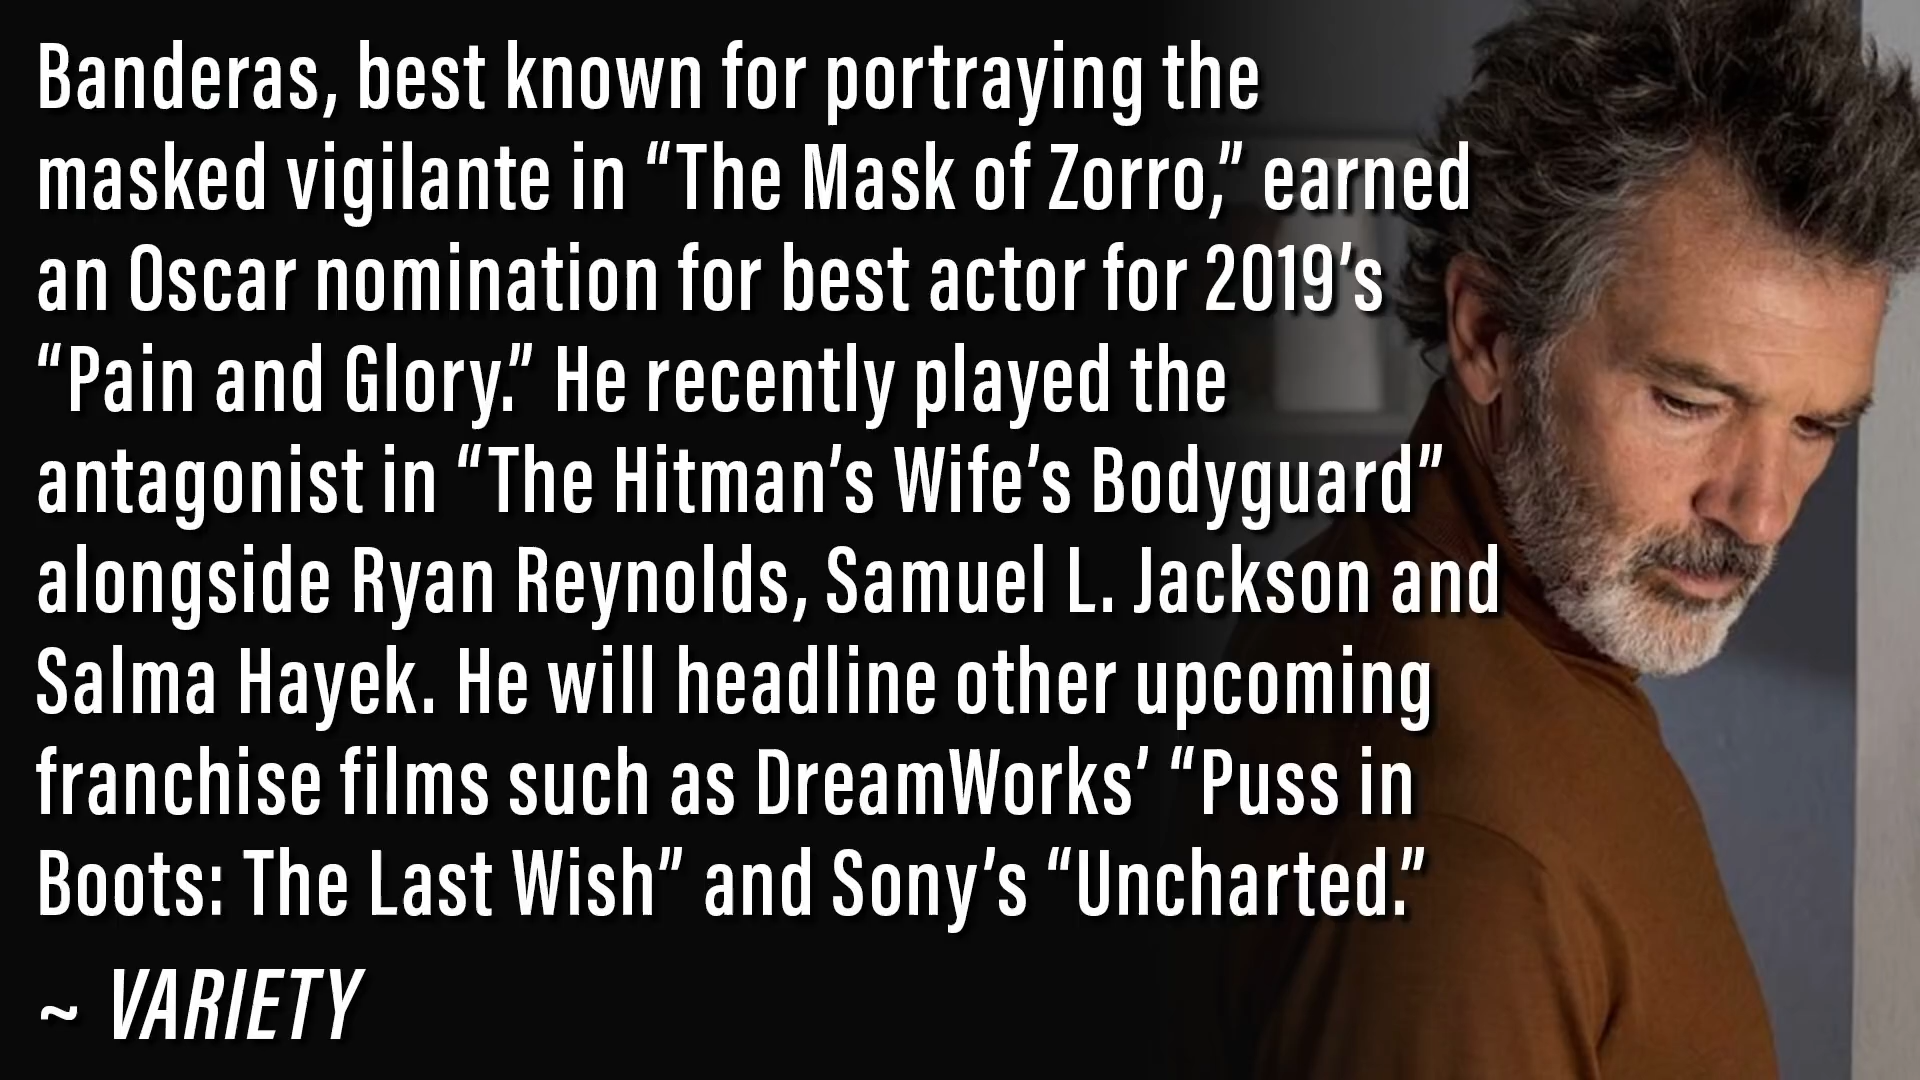 Banderas, best known for portraying the
masked vigilante in “The Mask of Zorro,” earned
an Oscar nomination for best actor for 2019’s
“Pain and Glory.” He recently played the
antagonist in “The Hitman’s Wife’s Bodyguard”
alongside Ryan Reynolds, Samuel L. Jackson and
Salma Hayek. He will headline other upcoming
franchise films such as DreamWorks’ “Puss in
Boots: The Last Wish” and Sony’s “Uncharted.”
~ VARIETY